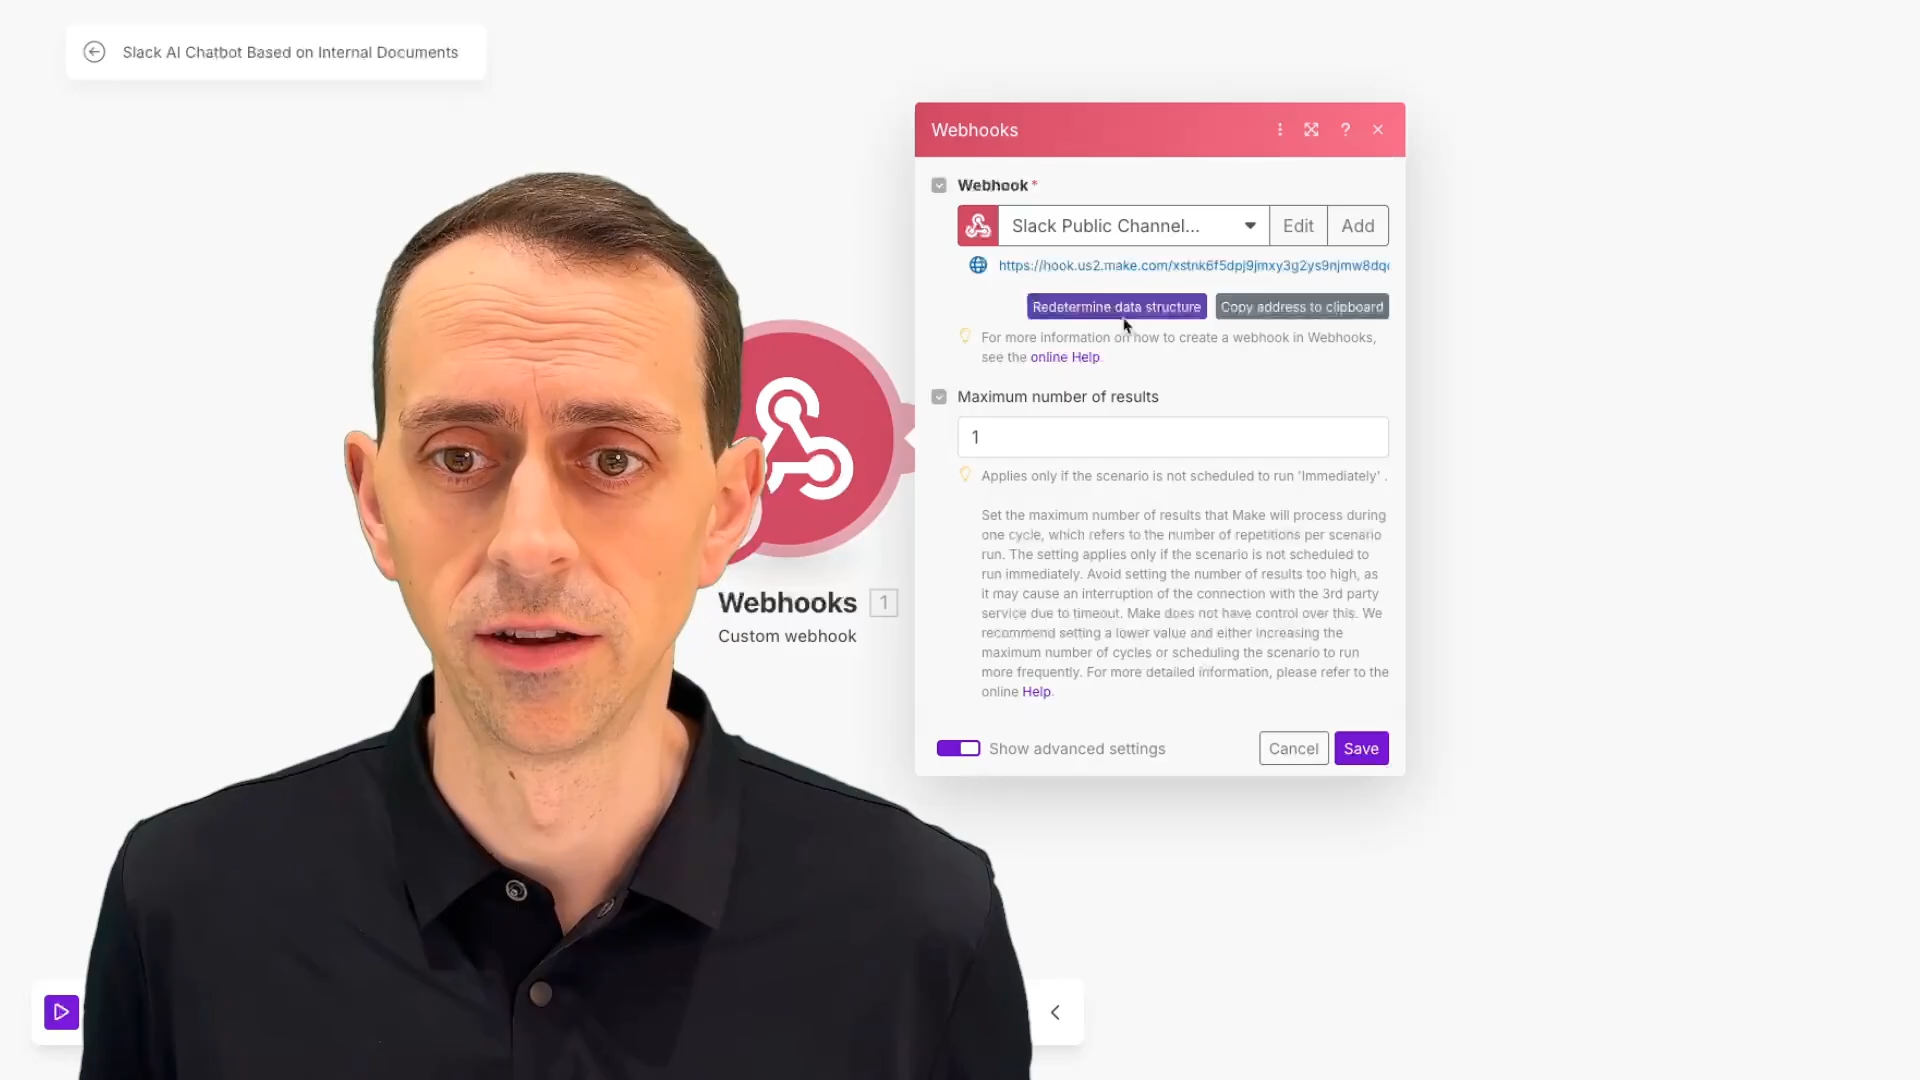 Slack AI Chatbot Based on Internal Documents
Webhooks
Webhook *
Slack Public Channel...
Edit
Add
https://hook.us2.make.com/xstnk6f5dpj9jmxy3g2ys9njmw8dq
Redetermine data structure
Copy address to clipboard
For more information on how to create a webhook in Webhooks,
see the online Help.
Maximum number of results
1
Applies only if the scenario is not scheduled to run 'Immediately' .
Set the maximum number of results that Make will process during
one cycle, which refers to the number of repetitions per scenario
run. The setting applies only if the scenario is not scheduled to
run immediately. Avoid setting the number of results too high, as
it may cause an interruption of the connection with the 3rd party
service due to timeout. Make does not have control over this. We
recommend setting a lower value and either increasing the
maximum number of cycles or scheduling the scenario to run
more frequently. For more detailed information, please refer to the
online Help.
Show advanced settings
Cancel
Save
Webhooks 1
Custom webhook